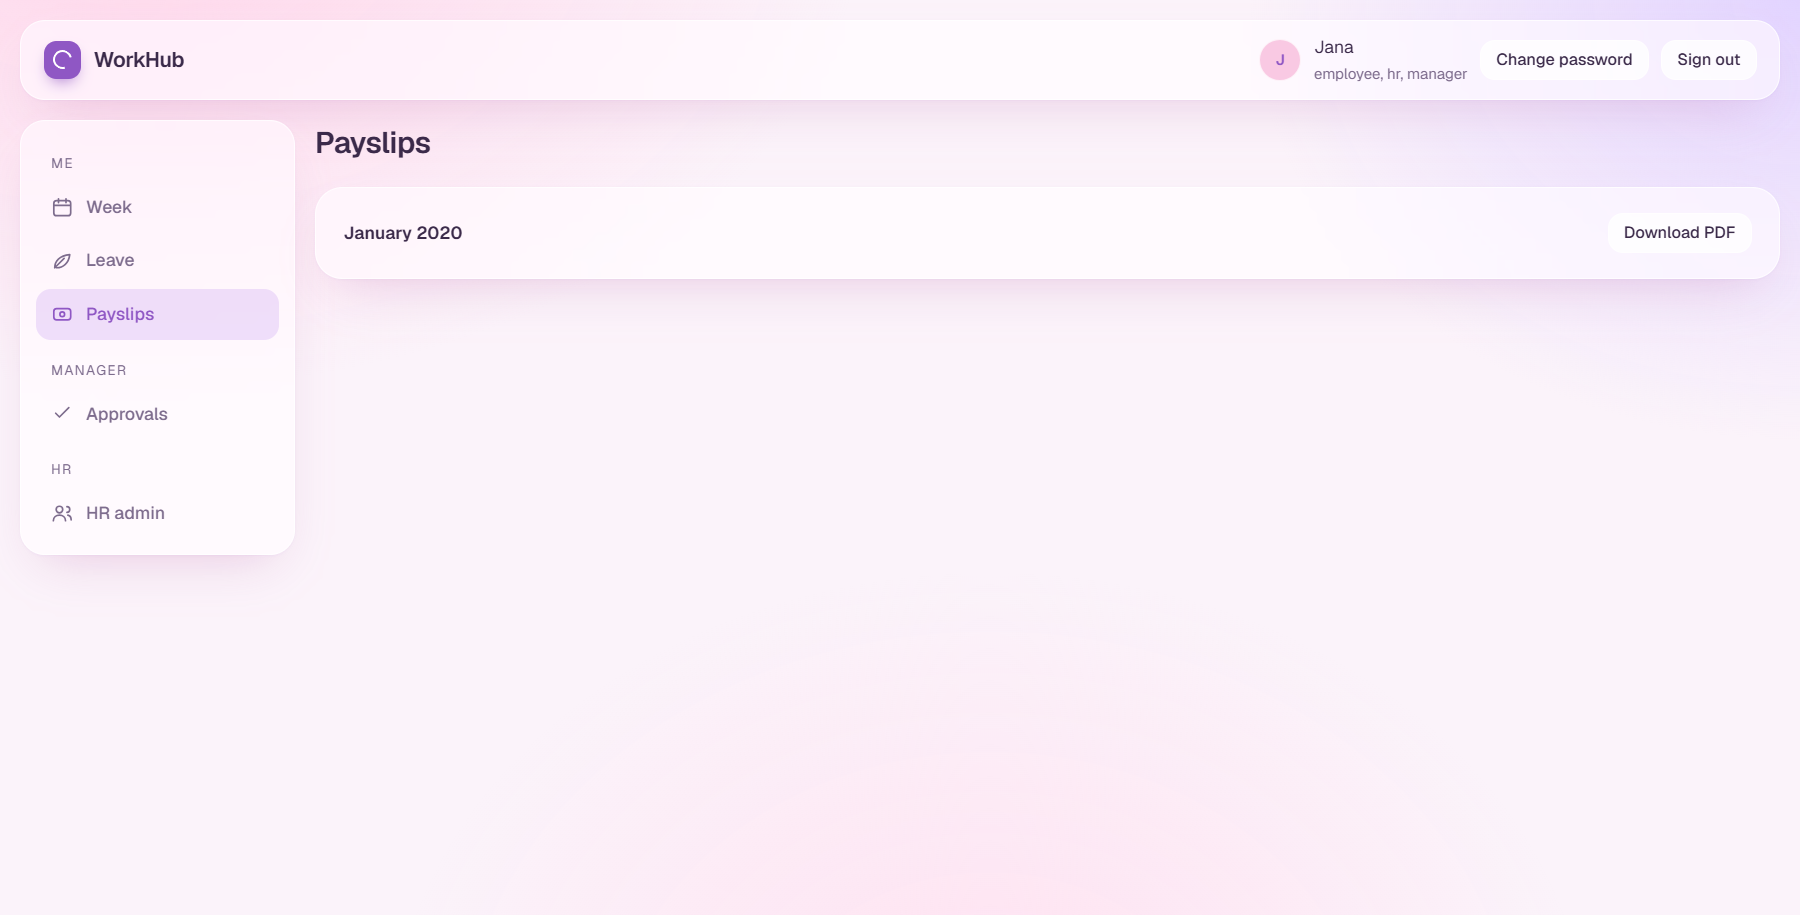 WorkHub
J
Jana
employee, hr, manager
Change password
Sign out
ME
Week
Leave
Payslips
MANAGER
Approvals
HR
HR admin
Payslips
January 2020
Download PDF